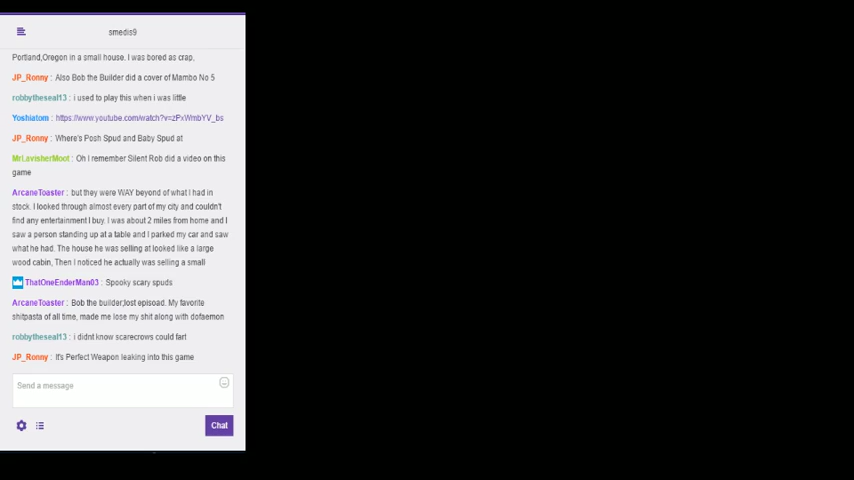 smedis9
Portland,Oregon in a small house. I was bored as crap,
JP_Ronny : Also Bob the Builder did a cover of Mambo No 5
robbytheseal13 : i used to play this when i was little
Yoshiatom : https://www.youtube.com/watch?v=zPxWmbYV_bs
JP_Ronny : Where's Posh Spud and Baby Spud at
MrLavisherMoot : Oh I remember Silent Rob did a video on this
game
ArcaneToaster : but they were WAY beyond of what I had in
stock. I looked through almost every part of my city and couldn't
find any entertainment I buy. I was about 2 miles from home and I
saw a person standing up at a table and I parked my car and saw
what he had. The house he was selling at looked like a large
wood cabin, Then I noticed he actually was selling a small
ThatOneEnderMan03 : Spooky scary spuds
ArcaneToaster : Bob the builder;lost episoad. My favorite
shitpasta of all time, made me lose my shit along with dofsemon
robbytheseal13 : i didnt know scarecrows could fart
JP_Ronny : It's Perfect Weapon leaking into this game
Send a message
Chat